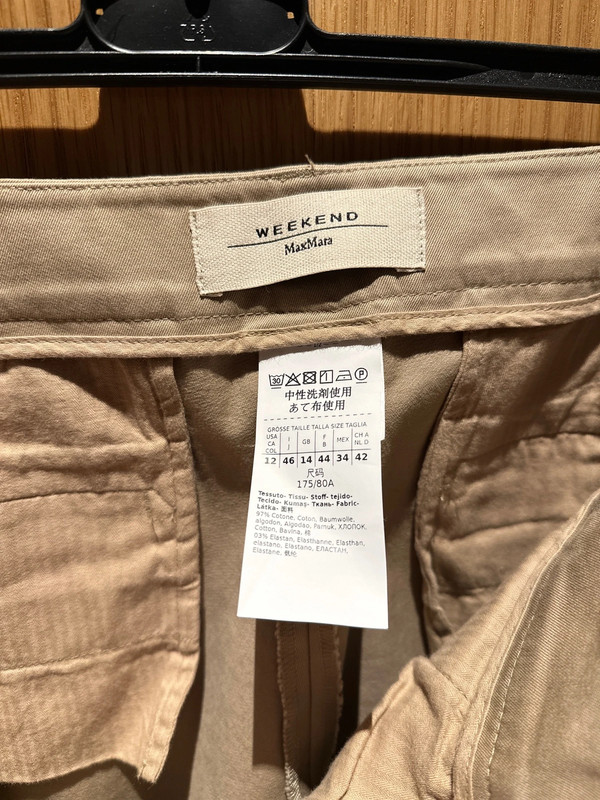 WEEKEND
MaxMara
30 P
中性洗剤使用
あて布使用
GRÖSSE TAILLE TALLA SIZE TAGLIA
USA CA COL I J GB F B MEX CH A NL D
12 46 14 44 34 42
尺码
175/80A
Tessuto- Tissu- Stoff- tejido-
Tecido- Kumaş- Ткань- Fabric-
Látka- 面料
97% Cotone, Coton, Baumwolle,
algodon, Algodao, Pamuk, ХЛОПОК,
Cotton, Bavlna, 棉
03% Elastan, Elasthanne, Elasthan,
elastano, Elastano, ЕЛАСТАН,
Elastane, 氨纶